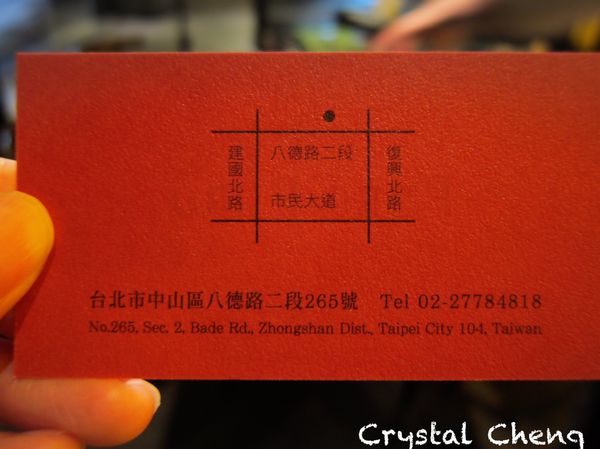 建國北路
八德路二段
復興北路
市民大道
台北市中山區八德路二段265號 Tel 02-27784818
No.265, Sec. 2, Bade Rd., Zhongshan Dist., Taipei City 104, Taiwan
Crystal Cheng